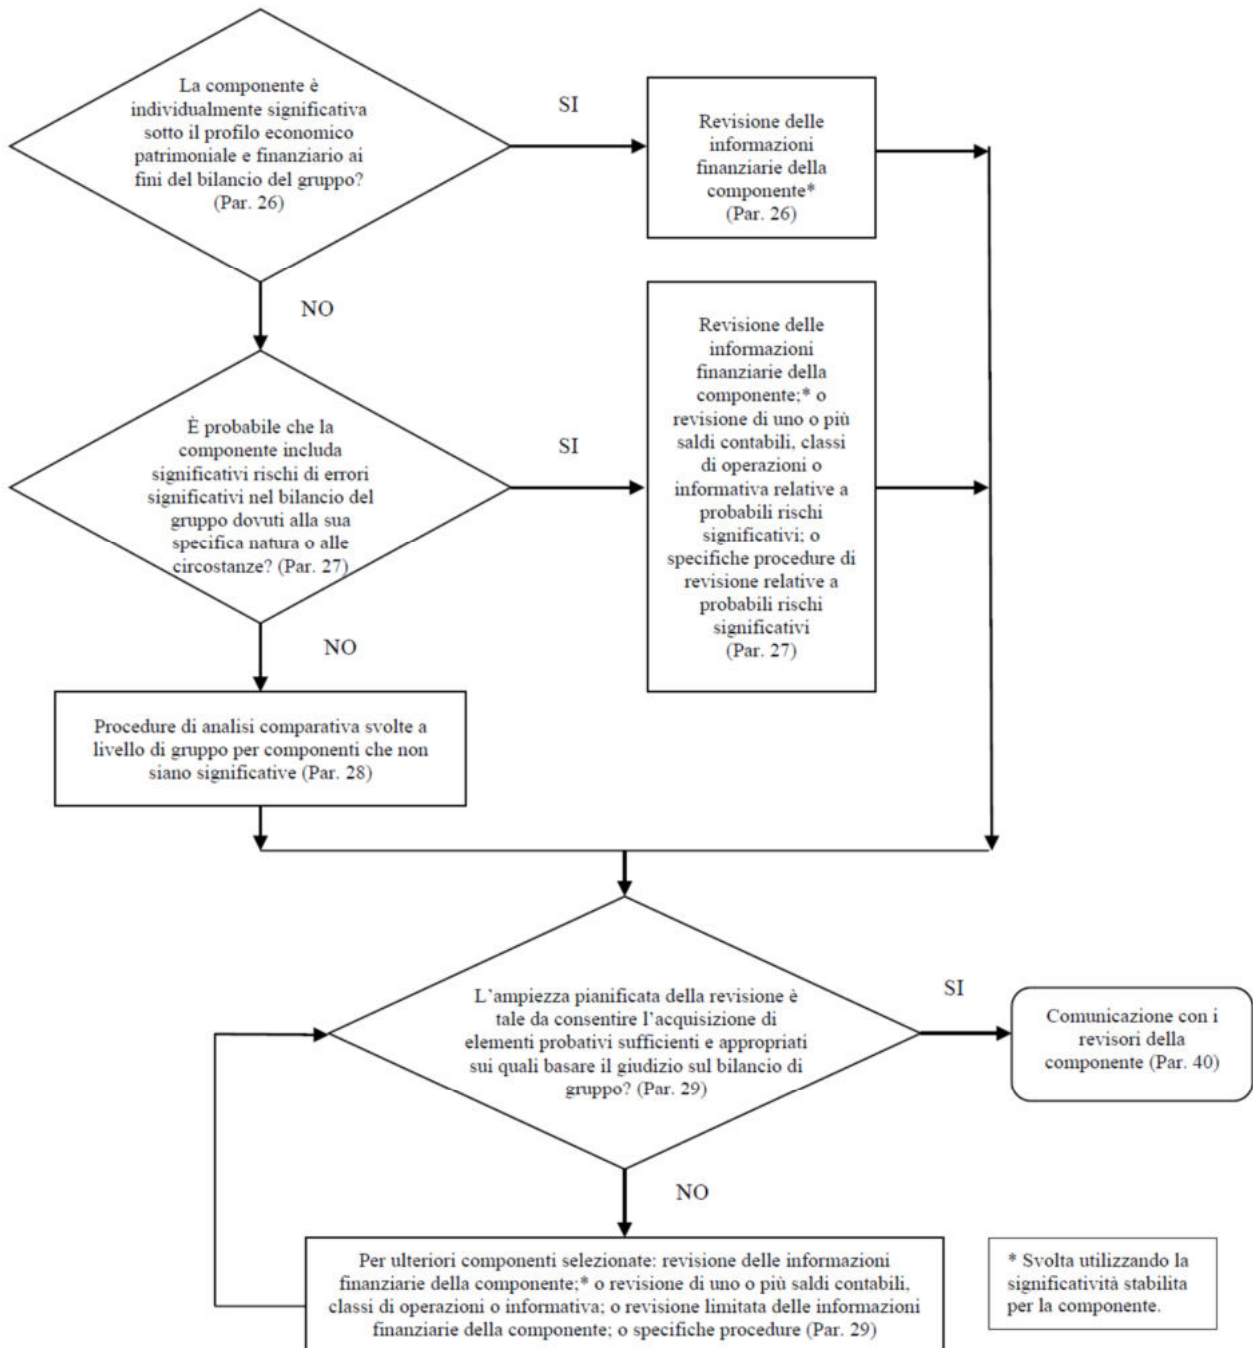 La componente è
individualmente significativa
sotto il profilo economico
patrimoniale e finanziario ai
fini del bilancio del gruppo?
(Par. 26)
SI
Revisione delle
informazioni
finanziarie della
componente*
(Par. 26)
NO
È probabile che la
componente includa
significativi rischi di errori
significativi nel bilancio del
gruppo dovuti alla sua
specifica natura o alle
circostanze? (Par. 27)
SI
Revisione delle
informazioni
finanziarie della
componente;* o
revisione di uno o più
saldi contabili, classi
di operazioni o
informativa relative a
probabili rischi
significativi; o
specifiche procedure di
revisione relative a
probabili rischi
significativi
(Par. 27)
NO
Procedure di analisi comparativa svolte a
livello di gruppo per componenti che non
siano significative (Par. 28)
L'ampiezza pianificata della revisione è
tale da consentire l'acquisizione di
elementi probativi sufficienti e appropriati
sui quali basare il giudizio sul bilancio di
gruppo? (Par. 29)
SI
Comunicazione con i
revisori della
componente (Par. 40)
NO
Per ulteriori componenti selezionate: revisione delle informazioni
finanziarie della componente;* o revisione di uno o più saldi contabili,
classi di operazioni o informativa; o revisione limitata delle informazioni
finanziarie della componente; o specifiche procedure (Par. 29)
* Svolta utilizzando la
significatività stabilita
per la componente.